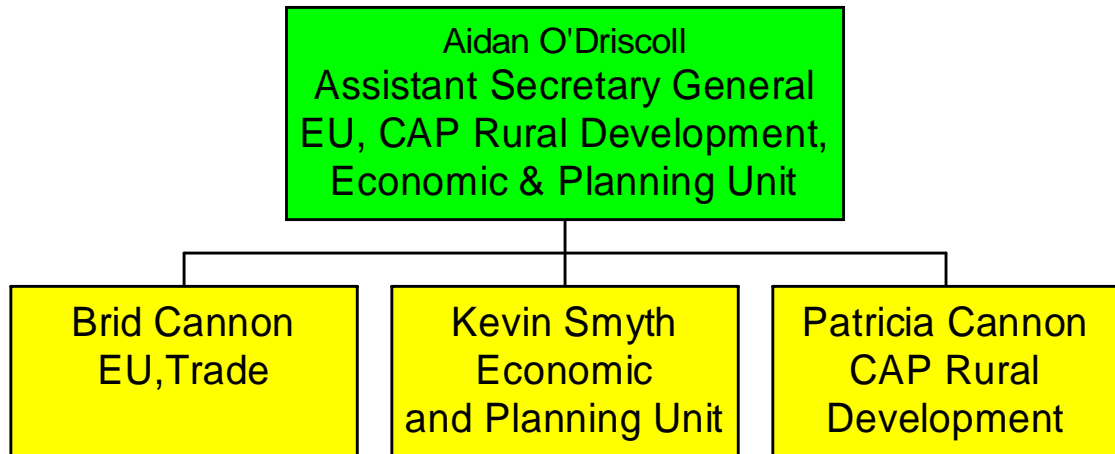 Aidan O'Driscoll
Assistant Secretary General
EU, CAP Rural Development,
Economic & Planning Unit
Brid Cannon
EU,Trade
Kevin Smyth
Economic
and Planning Unit
Patricia Cannon
CAP Rural
Development